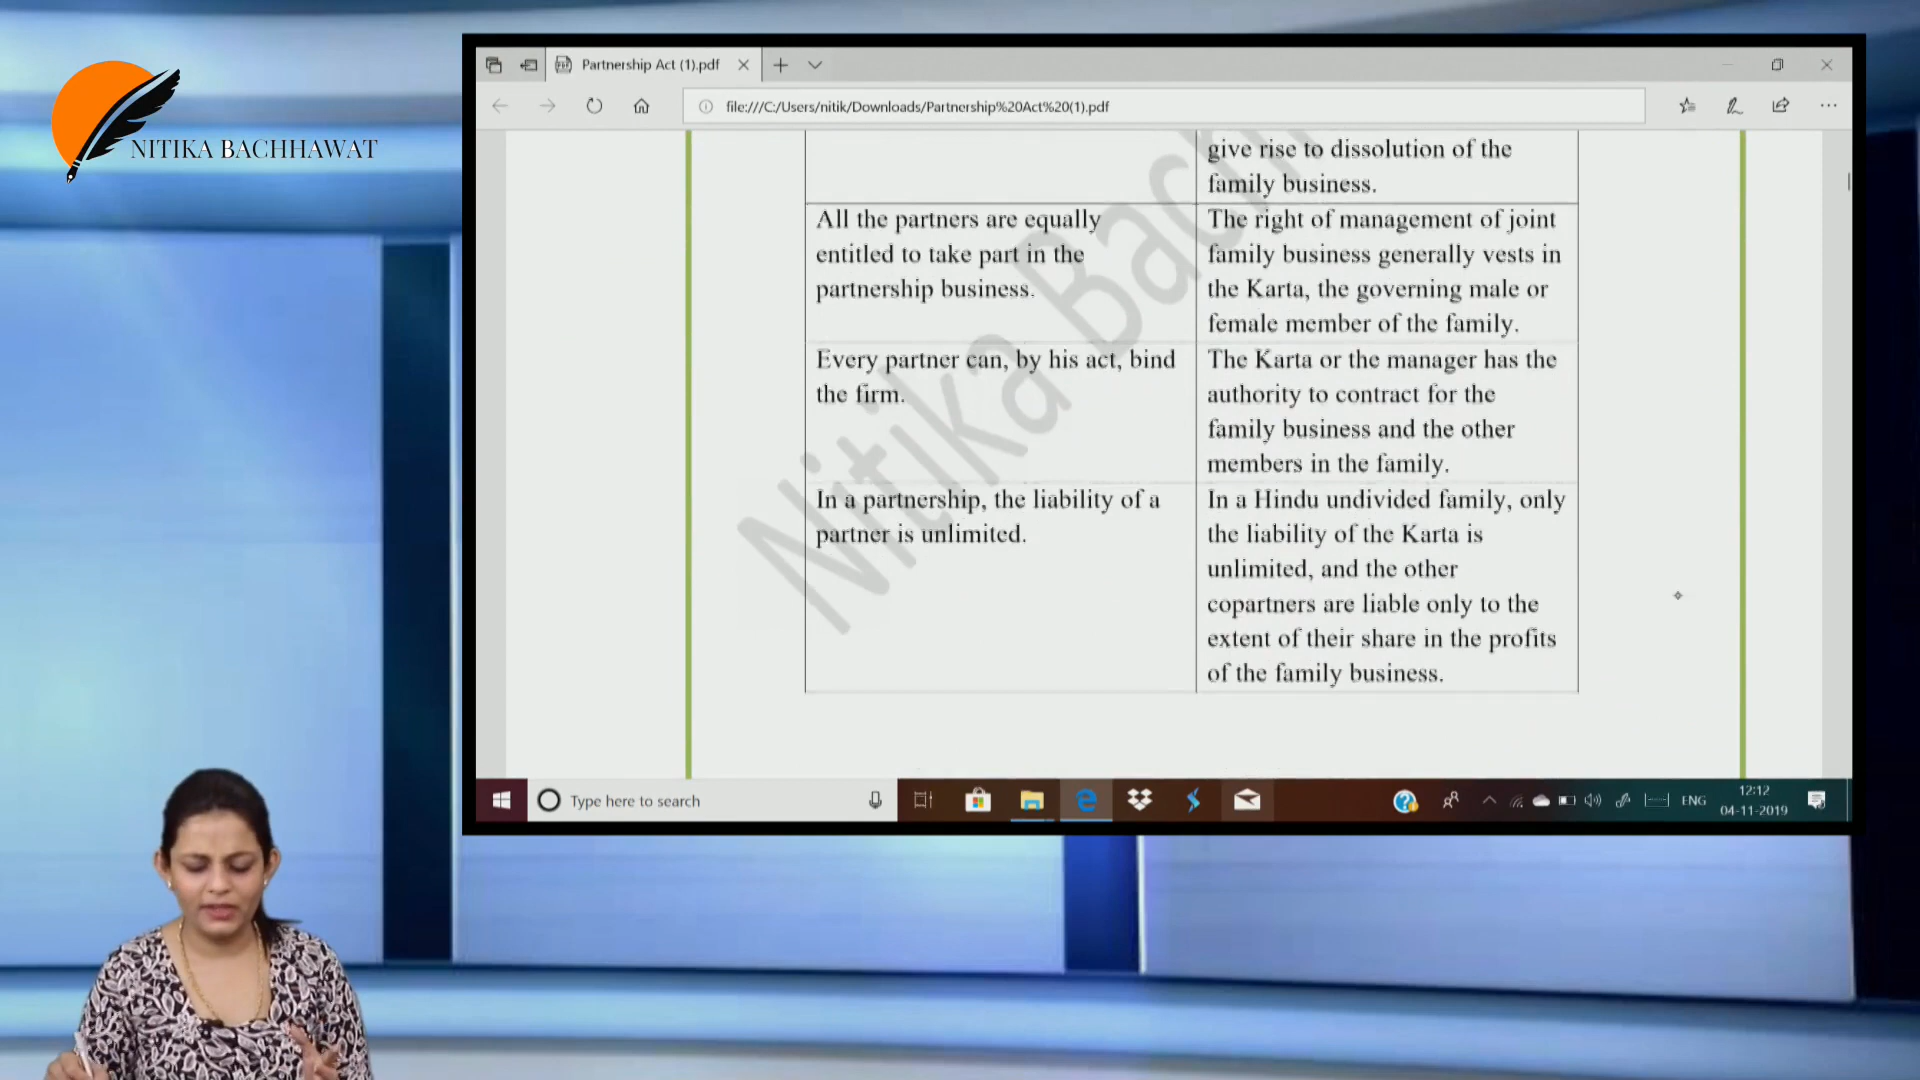 NITIKA BACHHAWAT
Partnership Act (1).pdf
file:///C:/Users/nitik/Downloads/Partnership%20Act%20(1).pdf
give rise to dissolution of the
family business.
All the partners are equally
entitled to take part in the
partnership business.
The right of management of joint
family business generally vests in
the Karta, the governing male or
female member of the family.
Every partner can, by his act, bind
the firm.
The Karta or the manager has the
authority to contract for the
family business and the other
members in the family.
In a partnership, the liability of a
partner is unlimited.
In a Hindu undivided family, only
the liability of the Karta is
unlimited, and the other
copartners are liable only to the
extent of their share in the profits
of the family business.
Nitika Bach
Type here to search
ENG
12:12
04-11-2019